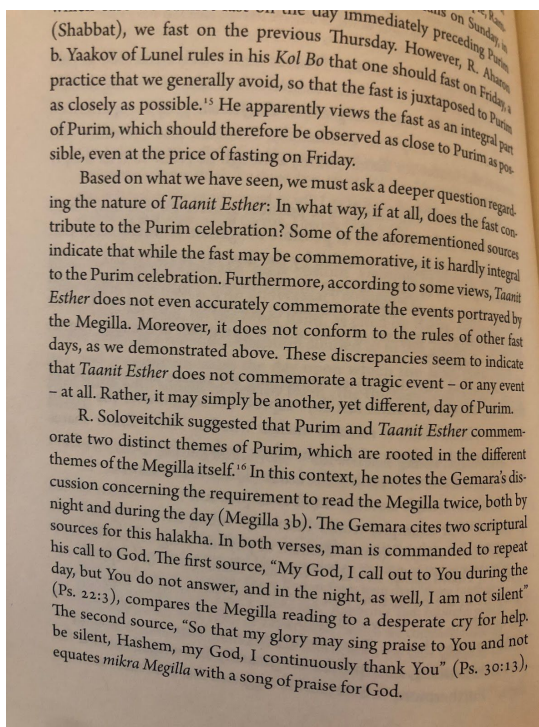 on the day immediately preceding Purim
(Shabbat), we fast on the previous Thursday. However, R. Aharon
b. Yaakov of Lunel rules in his Kol Bo that one should fast on Friday, a
practice that we generally avoid, so that the fast is juxtaposed to Purim
as closely as possible.¹⁵ He apparently views the fast as an integral part
of Purim, which should therefore be observed as close to Purim as pos-
sible, even at the price of fasting on Friday.
Based on what we have seen, we must ask a deeper question regard-
ing the nature of Taanit Esther: In what way, if at all, does the fast con-
tribute to the Purim celebration? Some of the aforementioned sources
indicate that while the fast may be commemorative, it is hardly integral
to the Purim celebration. Furthermore, according to some views, Taanit
Esther does not even accurately commemorate the events portrayed by
the Megilla. Moreover, it does not conform to the rules of other fast
days, as we demonstrated above. These discrepancies seem to indicate
that Taanit Esther does not commemorate a tragic event – or any event
– at all. Rather, it may simply be another, yet different, day of Purim.
R. Soloveitchik suggested that Purim and Taanit Esther commem-
orate two distinct themes of Purim, which are rooted in the different
themes of the Megilla itself.¹⁶ In this context, he notes the Gemara's dis-
cussion concerning the requirement to read the Megilla twice, both by
night and during the day (Megilla 3b). The Gemara cites two scriptural
sources for this halakha. In both verses, man is commanded to repeat
his call to God. The first source, "My God, I call out to You during the
day, but You do not answer, and in the night, as well, I am not silent"
(Ps. 22:3), compares the Megilla reading to a desperate cry for help.
The second source, "So that my glory may sing praise to You and not
be silent, Hashem, my God, I continuously thank You" (Ps. 30:13),
equates mikra Megilla with a song of praise for God.